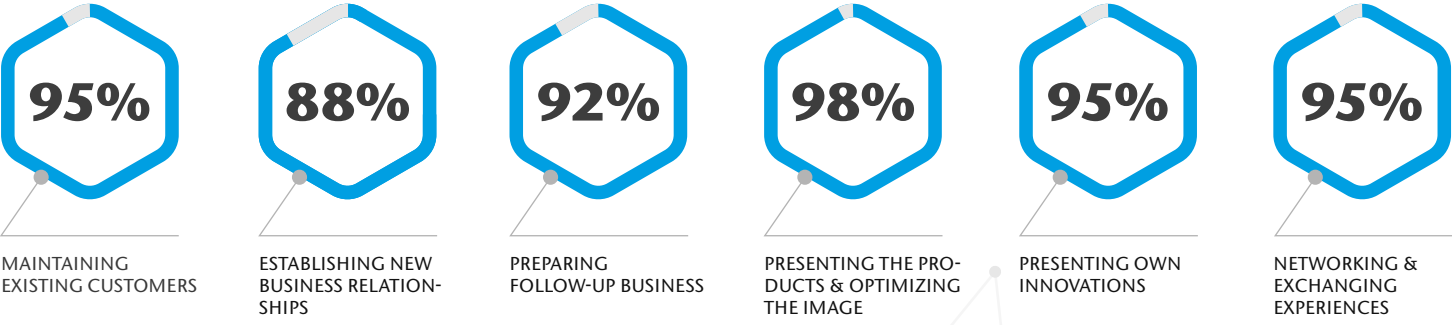 95%
88%
92%
98%
95%
95%
MAINTAINING
EXISTING CUSTOMERS
ESTABLISHING NEW
BUSINESS RELATION-
SHIPS
PREPARING
FOLLOW-UP BUSINESS
PRESENTING THE PRO-
DUCTS & OPTIMIZING
THE IMAGE
PRESENTING OWN
INNOVATIONS
NETWORKING &
EXCHANGING
EXPERIENCES